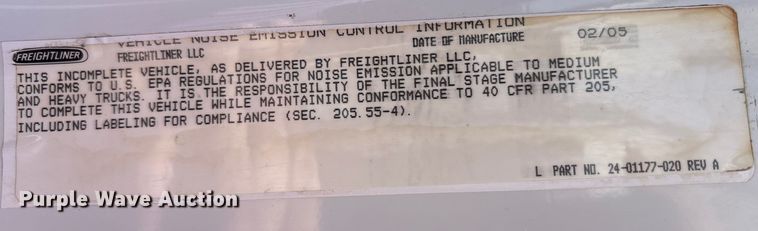 VEHICLE NOISE EMISSION CONTROL INFORMATION
FREIGHTLINER FREIGHTLINER LLC DATE OF MANUFACTURE 02/05
THIS INCOMPLETE VEHICLE, AS DELIVERED BY FREIGHTLINER LLC,
CONFORMS TO U.S. EPA REGULATIONS FOR NOISE EMISSION APPLICABLE TO MEDIUM
AND HEAVY TRUCKS. IT IS THE RESPONSIBILITY OF THE FINAL STAGE MANUFACTURER
TO COMPLETE THIS VEHICLE WHILE MAINTAINING CONFORMANCE TO 40 CFR PART 205,
INCLUDING LABELING FOR COMPLIANCE (SEC. 205.55-4).
L PART NO. 24-01177-020 REV A
Purple Wave Auction